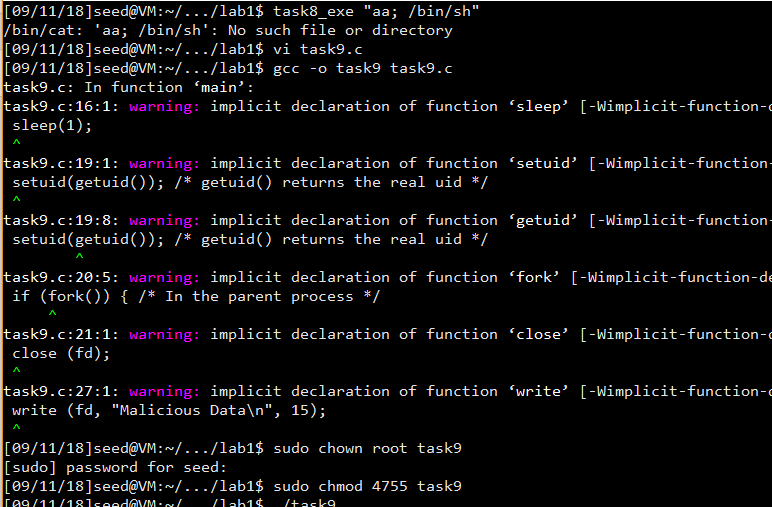 [09/11/18]seed@VM:~/.../lab1$ task8_exe "aa; /bin/sh"
/bin/cat: 'aa; /bin/sh': No such file or directory
[09/11/18]seed@VM:~/.../lab1$ vi task9.c
[09/11/18]seed@VM:~/.../lab1$ gcc -o task9 task9.c
task9.c: In function ‘main’:
task9.c:16:1: warning: implicit declaration of function ‘sleep’ [-Wimplicit-function-d
sleep(1);
^
task9.c:19:1: warning: implicit declaration of function ‘setuid’ [-Wimplicit-function-
setuid(getuid()); /* getuid() returns the real uid */
^
task9.c:19:8: warning: implicit declaration of function ‘getuid’ [-Wimplicit-function-
setuid(getuid()); /* getuid() returns the real uid */
^
task9.c:20:5: warning: implicit declaration of function ‘fork’ [-Wimplicit-function-de
if (fork()) { /* In the parent process */
^
task9.c:21:1: warning: implicit declaration of function ‘close’ [-Wimplicit-function-d
close (fd);
^
task9.c:27:1: warning: implicit declaration of function ‘write’ [-Wimplicit-function-d
write (fd, "Malicious Data\n", 15);
^
[09/11/18]seed@VM:~/.../lab1$ sudo chown root task9
[sudo] password for seed:
[09/11/18]seed@VM:~/.../lab1$ sudo chmod 4755 task9
[09/11/18]seed@VM:~/.../lab1$ ./task9